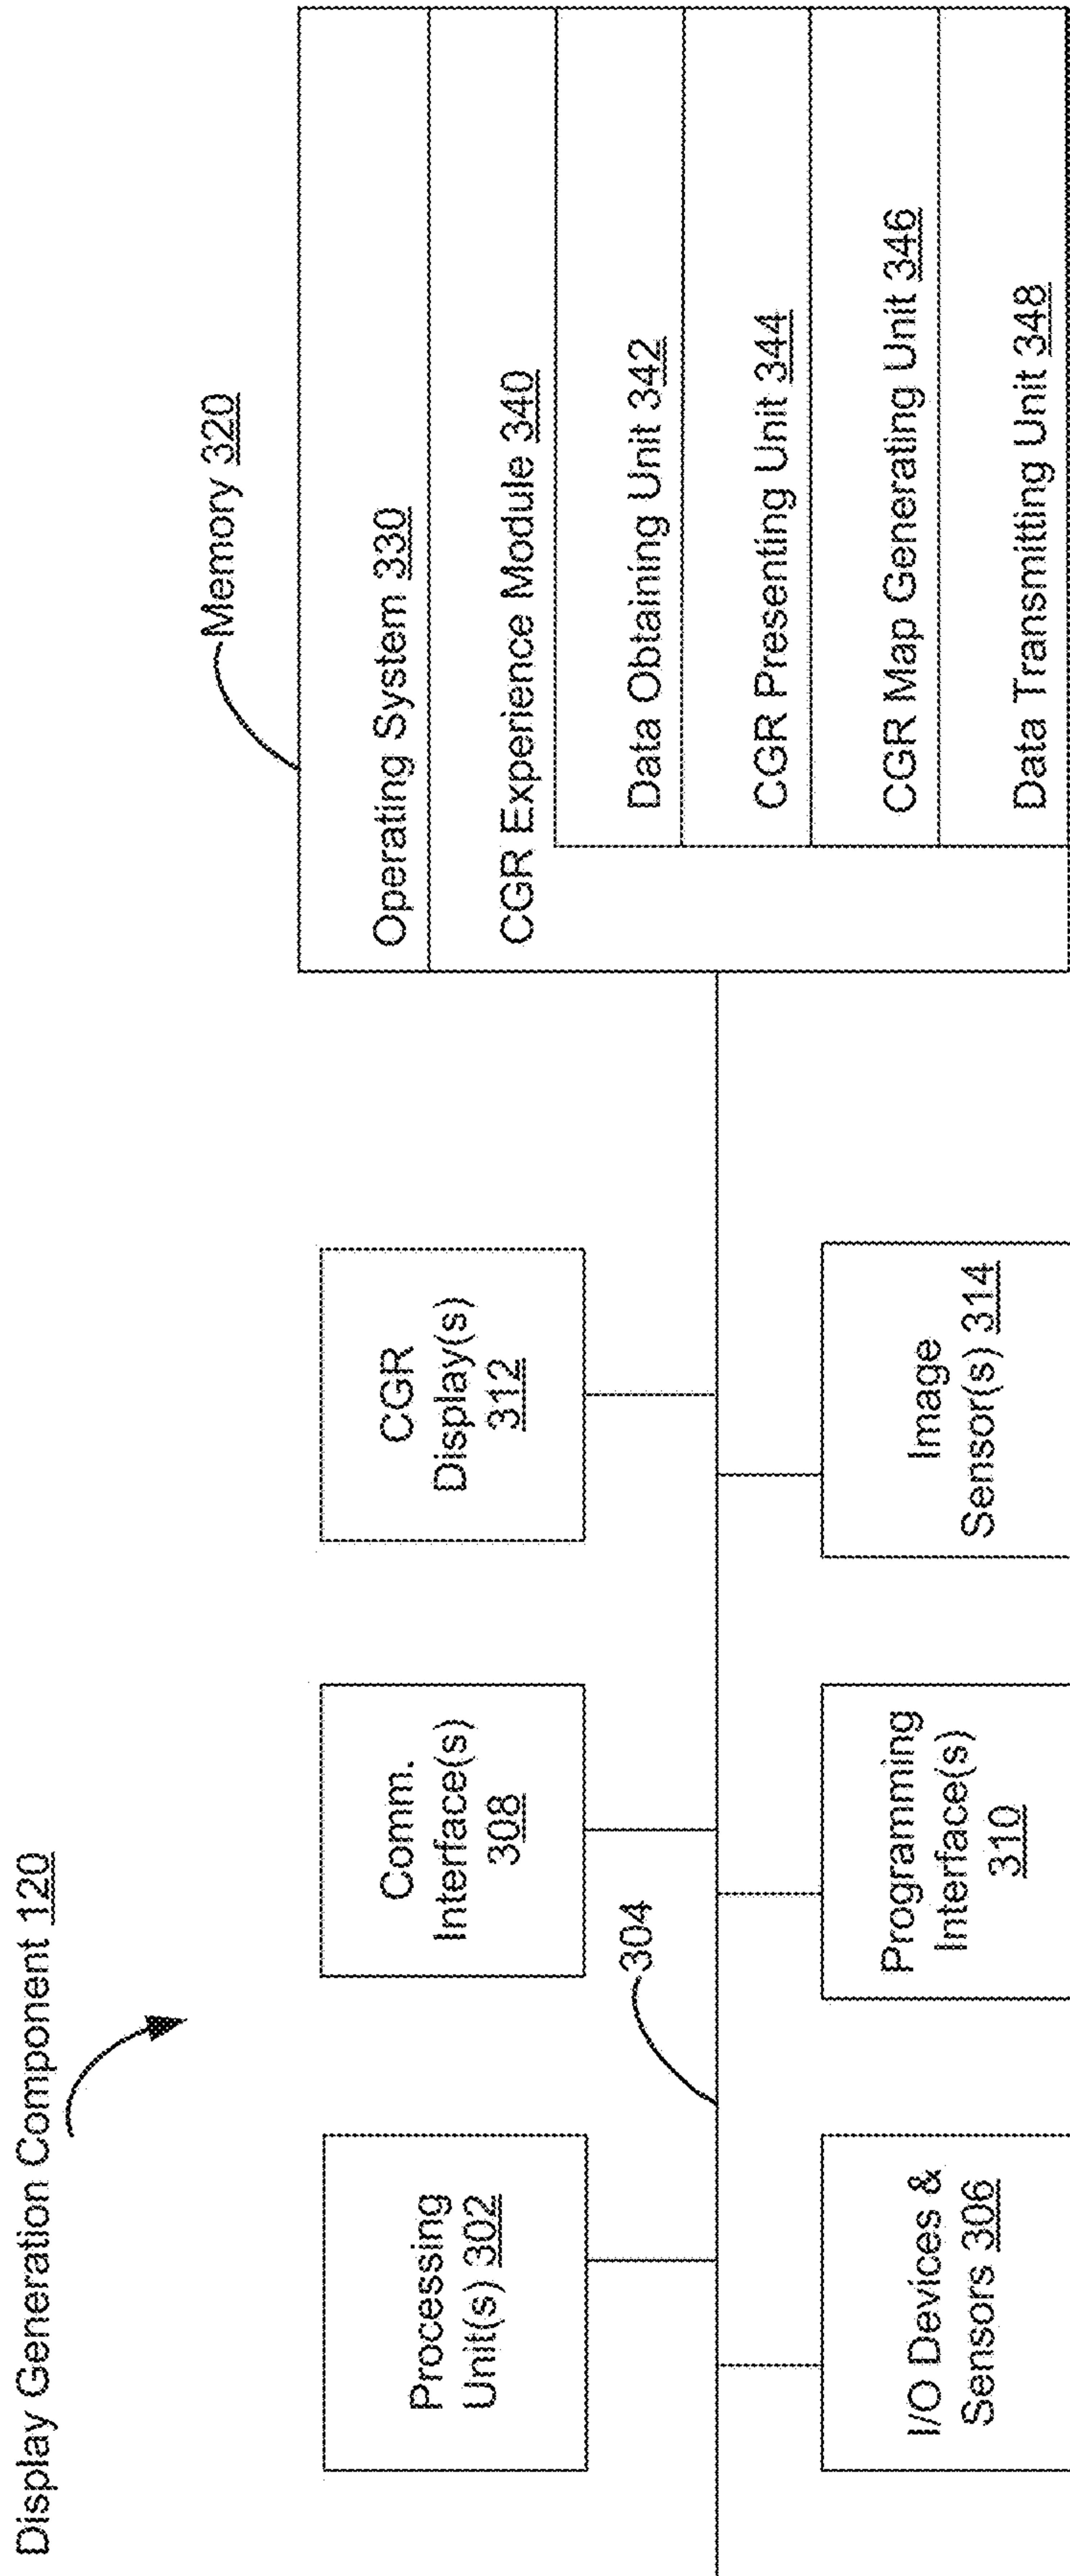 Display Generation Component 120
Processing
Unit(s) 302
Comm.
Interface(s)
308
CGR
Display(s)
312
Memory 320
Operating System 330
CGR Experience Module 340
Data Obtaining Unit 342
CGR Presenting Unit 344
CGR Map Generating Unit 346
Data Transmitting Unit 348
304
I/O Devices &
Sensors 306
Programming
Interface(s)
310
Image
Sensor(s) 314